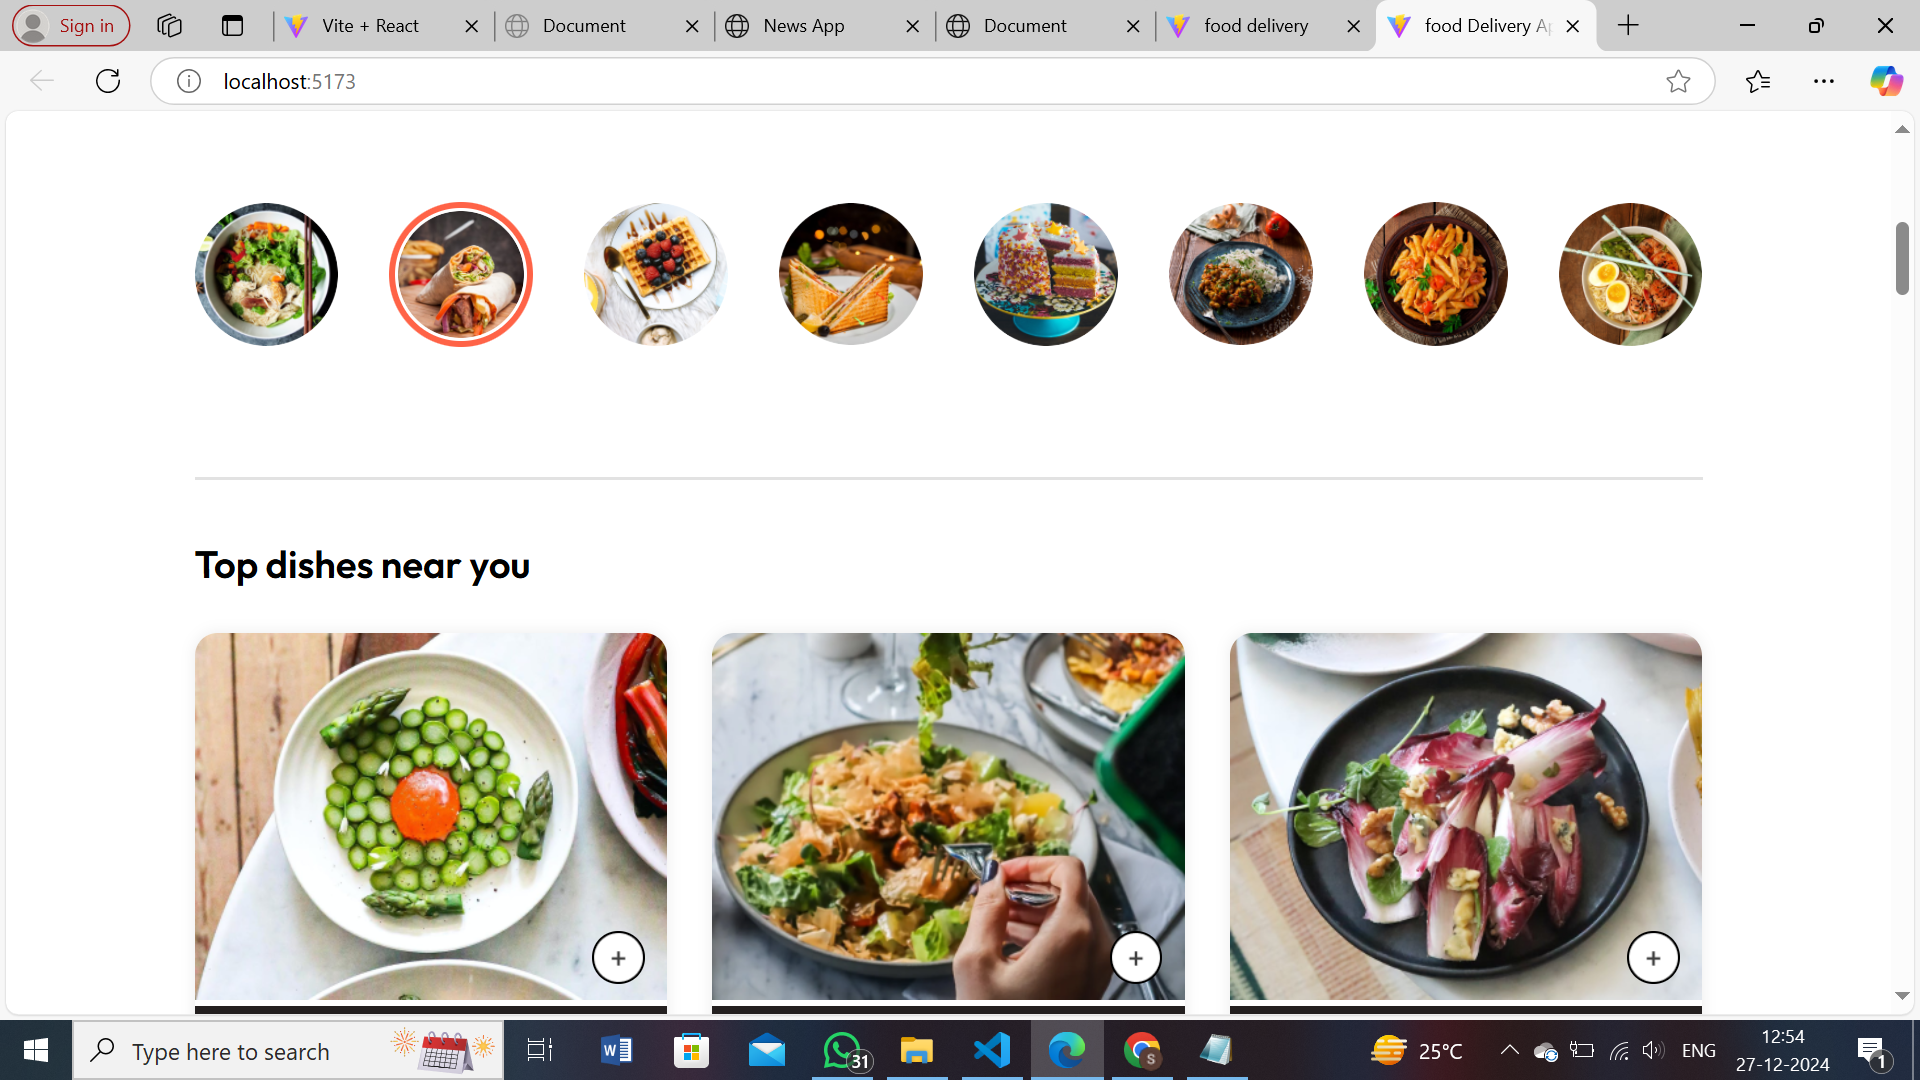 Sign in
Vite + React
Document
News App
Document
food delivery
food Delivery Ap
localhost:5173
Top dishes near you
+
+
+
Type here to search
31
S
25°C
ENG
12:54
27-12-2024
1